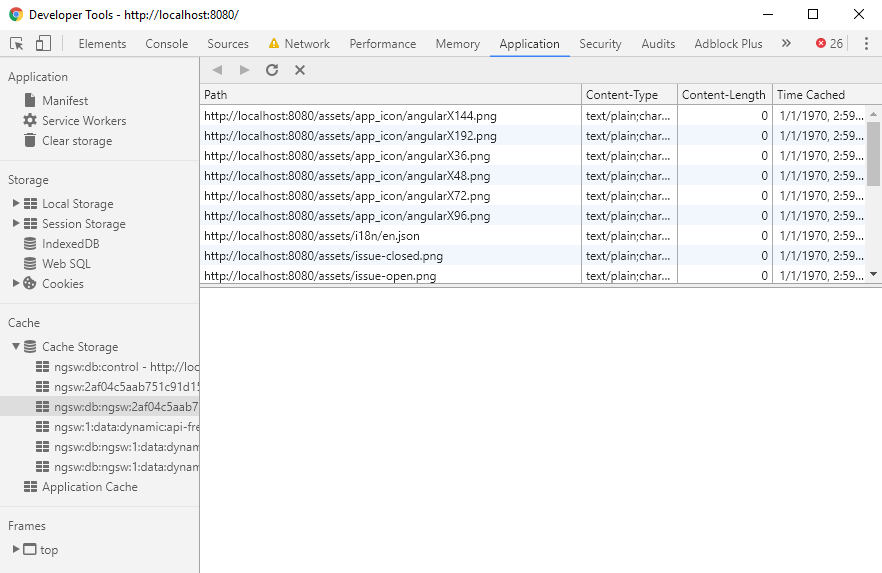 Developer Tools - http://localhost:8080/
Elements Console Sources Network Performance Memory Application Security Audits Adblock Plus » 26
Application
Manifest
Service Workers
Clear storage
Storage
Local Storage
Session Storage
IndexedDB
Web SQL
Cookies
Cache
Cache Storage
ngsw:db:control - http://loc
ngsw:2af04c5aab751c91d15
ngsw:db:ngsw:2af04c5aab7
ngsw:1:data:dynamic:api-fre
ngsw:db:ngsw:1:data:dynam
ngsw:db:ngsw:1:data:dynam
Application Cache
Frames
top
Path Content-Type Content-Length Time Cached
http://localhost:8080/assets/app_icon/angularX144.png text/plain;char... 0 1/1/1970, 2:59...
http://localhost:8080/assets/app_icon/angularX192.png text/plain;char... 0 1/1/1970, 2:59...
http://localhost:8080/assets/app_icon/angularX36.png text/plain;char... 0 1/1/1970, 2:59...
http://localhost:8080/assets/app_icon/angularX48.png text/plain;char... 0 1/1/1970, 2:59...
http://localhost:8080/assets/app_icon/angularX72.png text/plain;char... 0 1/1/1970, 2:59...
http://localhost:8080/assets/app_icon/angularX96.png text/plain;char... 0 1/1/1970, 2:59...
http://localhost:8080/assets/i18n/en.json text/plain;char... 0 1/1/1970, 2:59...
http://localhost:8080/assets/issue-closed.png text/plain;char... 0 1/1/1970, 2:59...
http://localhost:8080/assets/issue-open.png text/plain;char... 0 1/1/1970, 2:59...